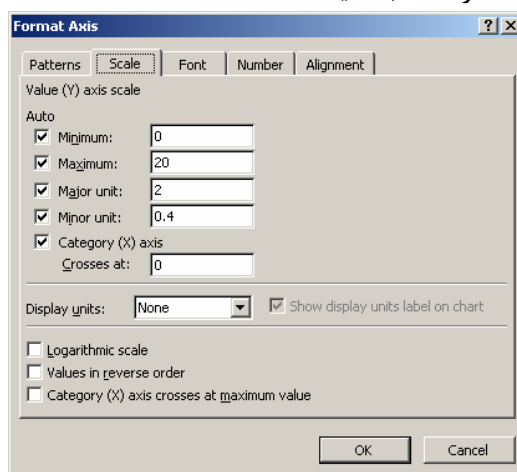 Format Axis ? X
Patterns Scale Font Number Alignment
Value (Y) axis scale
Auto
Minimum: 0
Maximum: 20
Major unit: 2
Minor unit: 0.4
Category (X) axis
Crosses at: 0
Display units: None Show display units label on chart
Logarithmic scale
Values in reverse order
Category (X) axis crosses at maximum value
OK Cancel